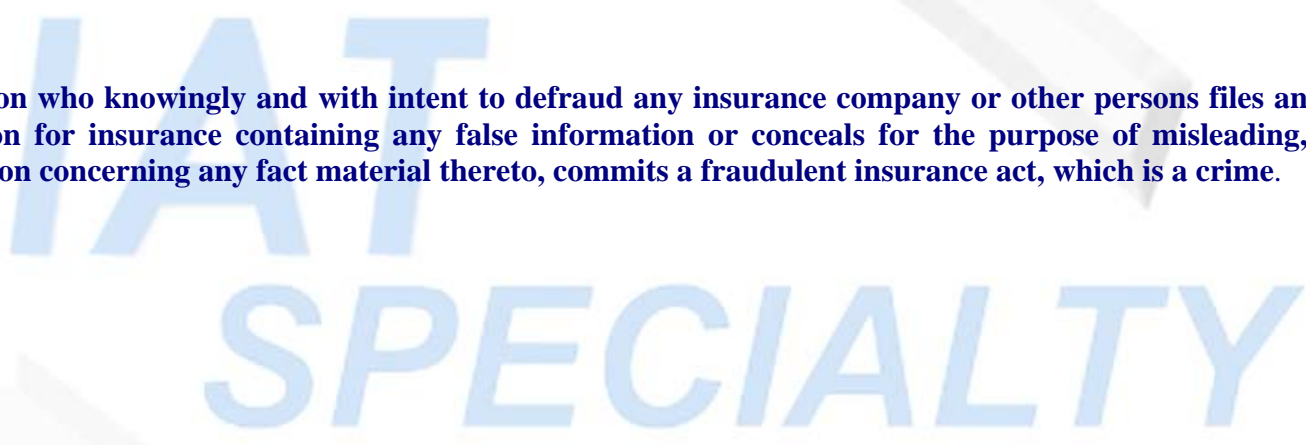 IAT
on who knowingly and with intent to defraud any insurance company or other persons files an
on for insurance containing any false information or conceals for the purpose of misleading,
on concerning any fact material thereto, commits a fraudulent insurance act, which is a crime.
SPECIALTY